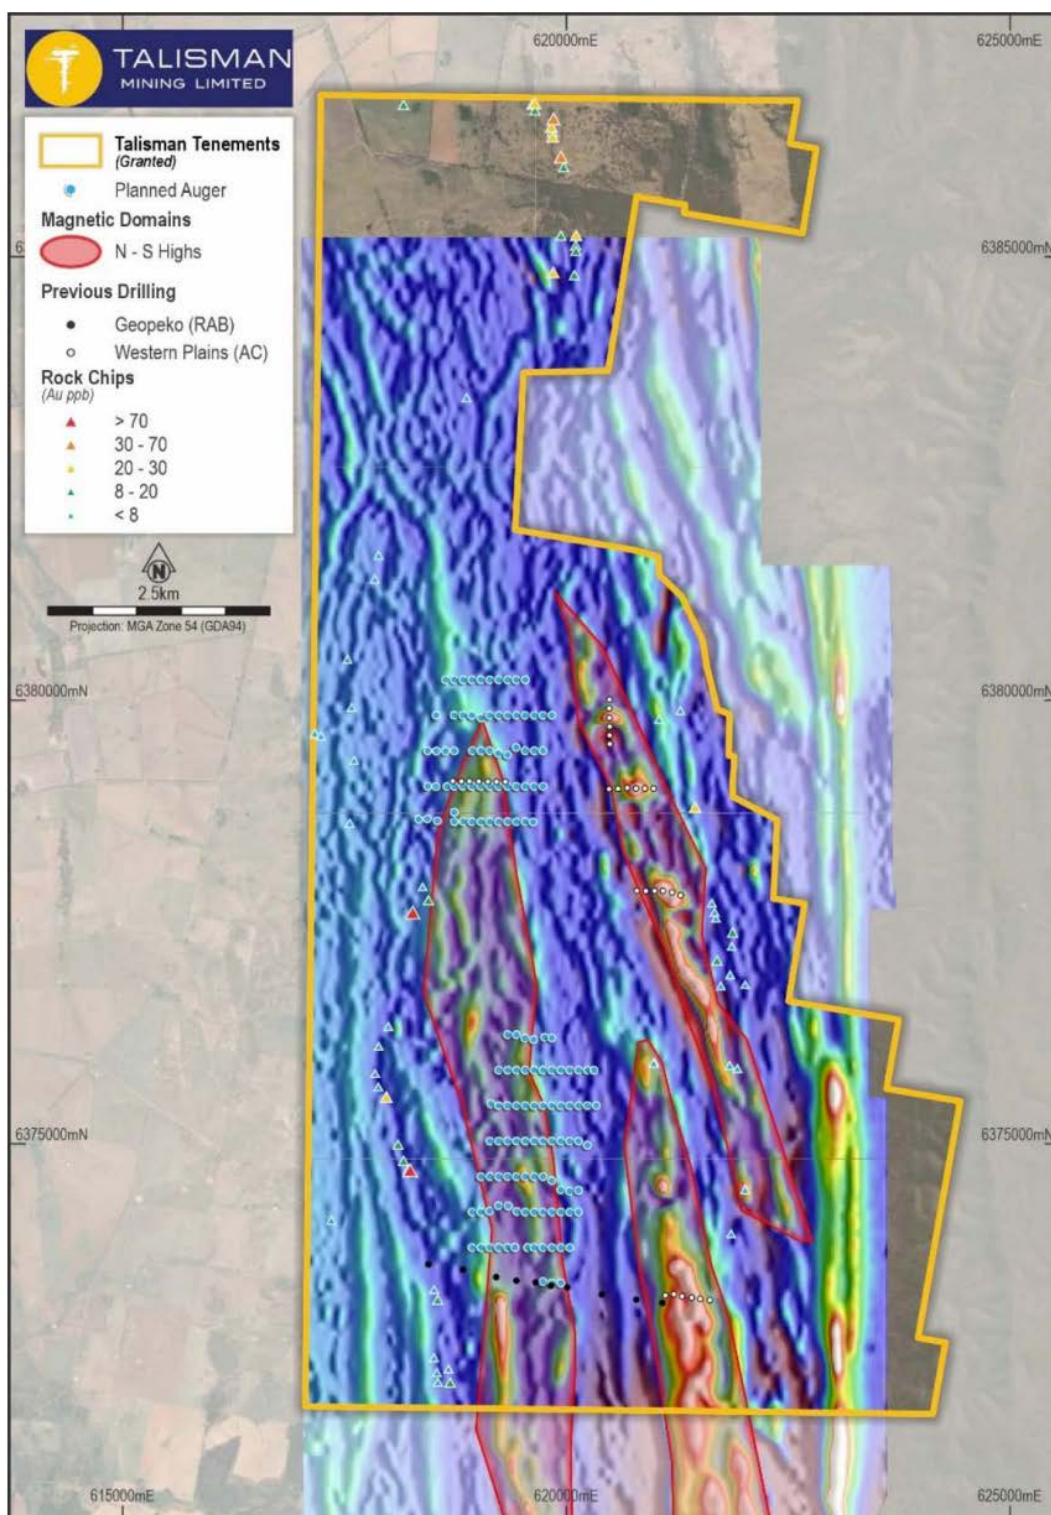 620000mE
625000mE
TALISMAN
MINING LIMITED
Talisman Tenements
(Granted)
Planned Auger
Magnetic Domains
N - S Highs
6385000mN
Previous Drilling
Geopeko (RAB)
Western Plains (AC)
Rock Chips
(Au ppb)
> 70
30 - 70
20 - 30
8 - 20
< 8
N
2.5km
Projection: MGA Zone 54 (GDA94)
6380000mN
6380000mN
6375000mN
6375000mN
615000mE
620000mE
625000mE